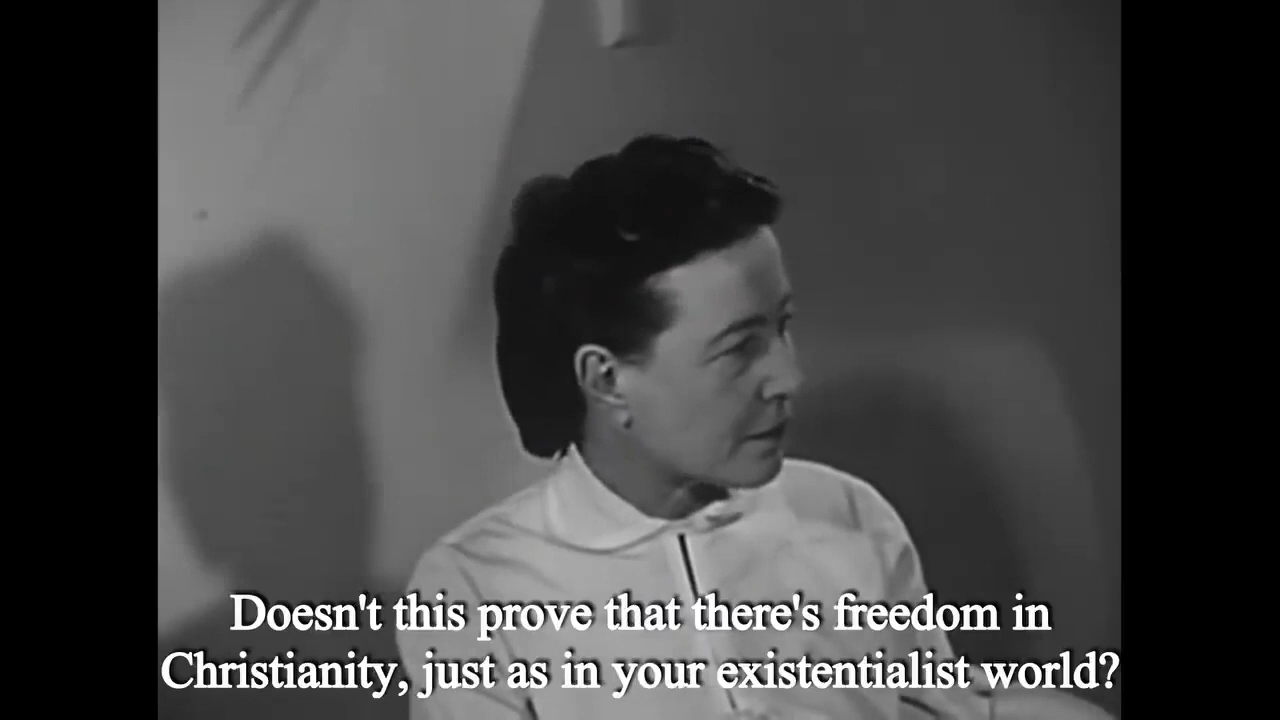 Doesn't this prove that there's freedom in
Christianity, just as in your existentialist world?